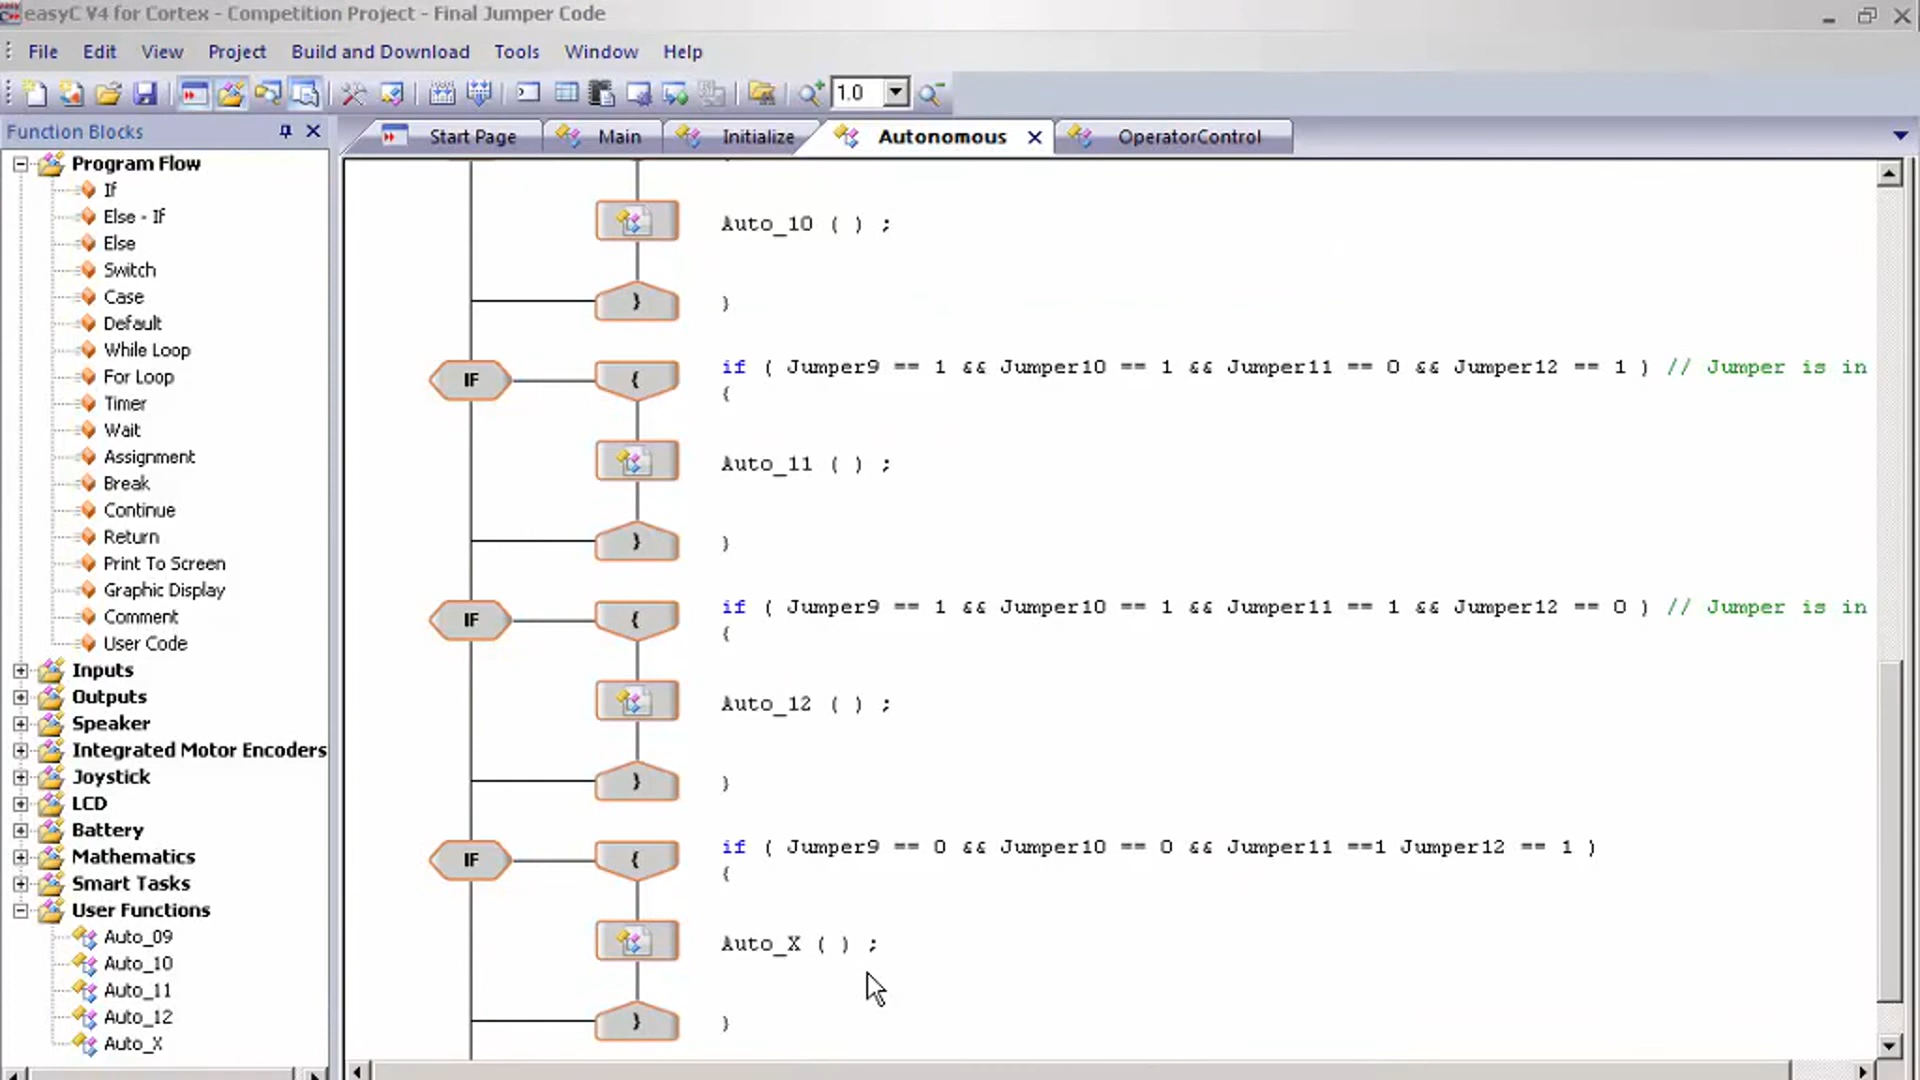 easyC V4 for Cortex - Competition Project - Final Jumper Code
File Edit View Project Build and Download Tools Window Help
1.0
Function Blocks
Start Page Main Initialize Autonomous OperatorControl
Program Flow
If
Else - If
Else
Switch
Case
Default
While Loop
For Loop
Timer
Wait
Assignment
Break
Continue
Return
Print To Screen
Graphic Display
Comment
User Code
Inputs
Outputs
Speaker
Integrated Motor Encoders
Joystick
LCD
Battery
Mathematics
Smart Tasks
User Functions
Auto_09
Auto_10
Auto_11
Auto_12
Auto_X
Auto_10 ( ) ;
} }
IF { if ( Jumper9 == 1 && Jumper10 == 1 && Jumper11 == 0 && Jumper12 == 1 ) // Jumper is in
{
Auto_11 ( ) ;
} }
IF { if ( Jumper9 == 1 && Jumper10 == 1 && Jumper11 == 1 && Jumper12 == 0 ) // Jumper is in
{
Auto_12 ( ) ;
} }
IF { if ( Jumper9 == 0 && Jumper10 == 0 && Jumper11 ==1 Jumper12 == 1 )
{
Auto_X ( ) ;
} }